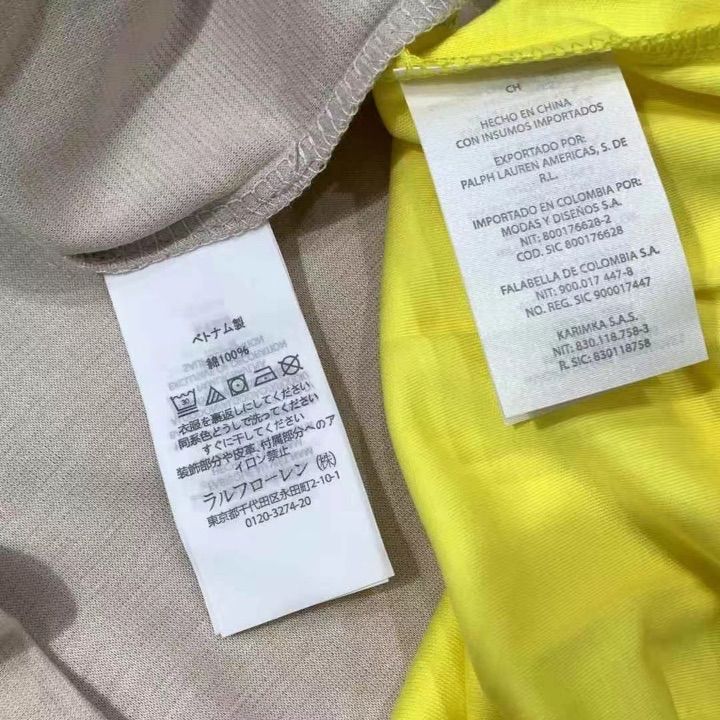 ベトナム製
綿100%
30
衣服を裏返しにしてください
同系色どうしで洗ってください
すぐに干してください
装飾部分や皮革、付属部分へのア
イロン禁止
ラルフローレン (株)
東京都千代田区永田町2-10-1
0120-3274-20
CH
HECHO EN CHINA
CON INSUMOS IMPORTADOS
EXPORTADO POR:
PALPH LAUREN AMERICAS, S. DE
R.L.
IMPORTADO EN COLOMBIA POR:
MODAS Y DISEÑOS S.A.
NIT: 800176628-2
COD. SIC 800176628
FALABELLA DE COLOMBIA S.A.
NIT: 900.017 447-8
NO. REG. SIC 900017447
KARIMKA S.A.S.
NIT: 830.118.758-3
R. SIC: 830118758